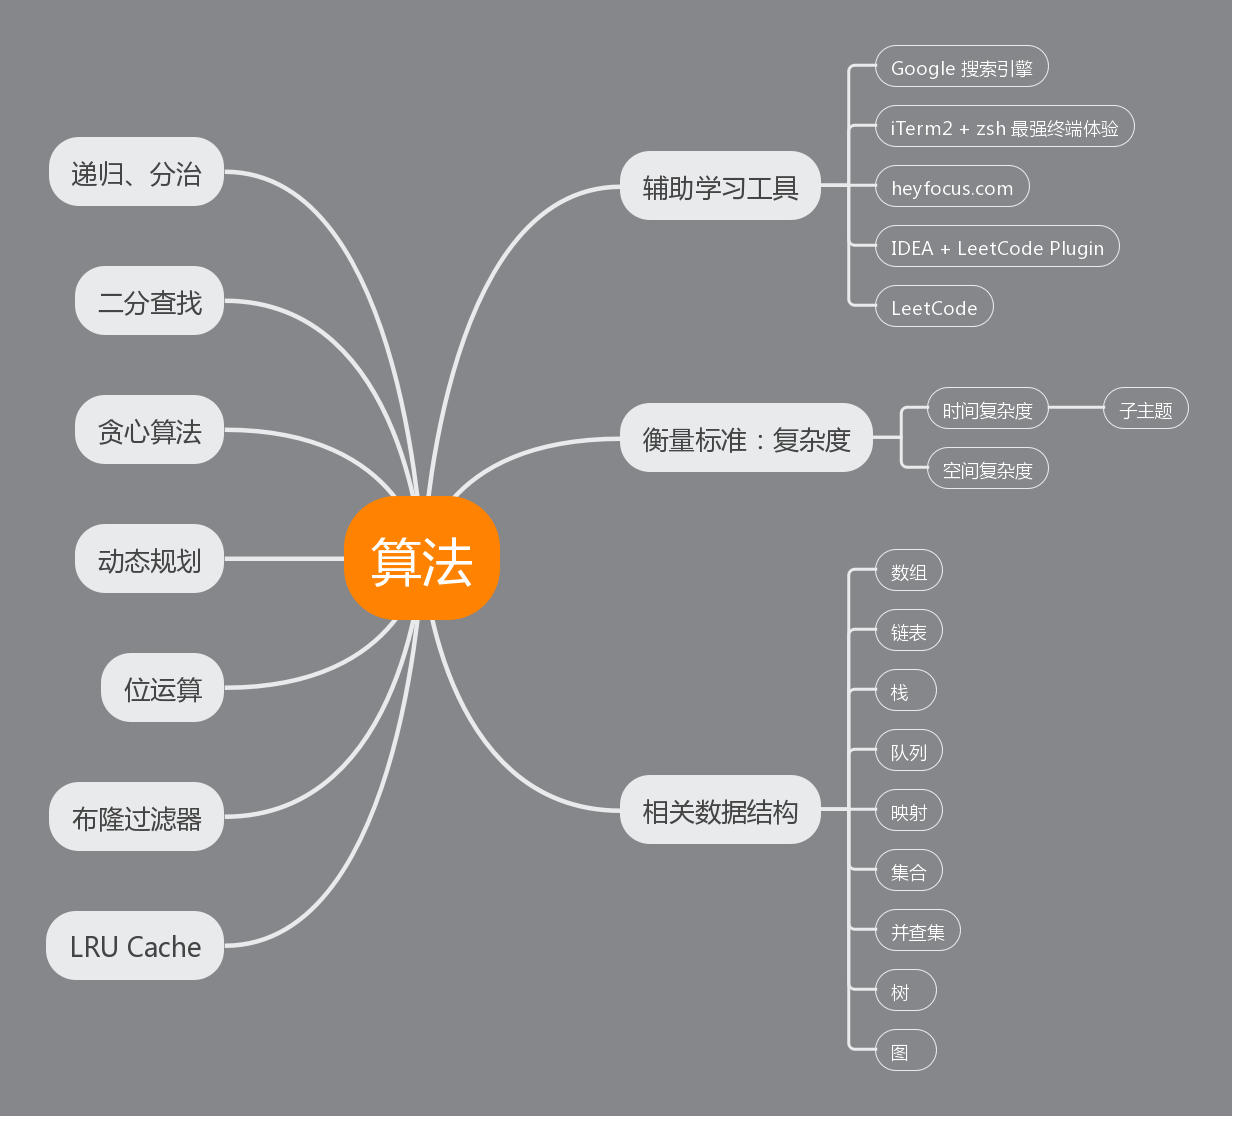 算法
辅助学习工具
Google 搜索引擎
iTerm2 + zsh 最强终端体验
heyfocus.com
IDEA + LeetCode Plugin
LeetCode
衡量标准：复杂度
时间复杂度
子主题
空间复杂度
相关数据结构
数组
链表
栈
队列
映射
集合
并查集
树
图
递归、分治
二分查找
贪心算法
动态规划
位运算
布隆过滤器
LRU Cache